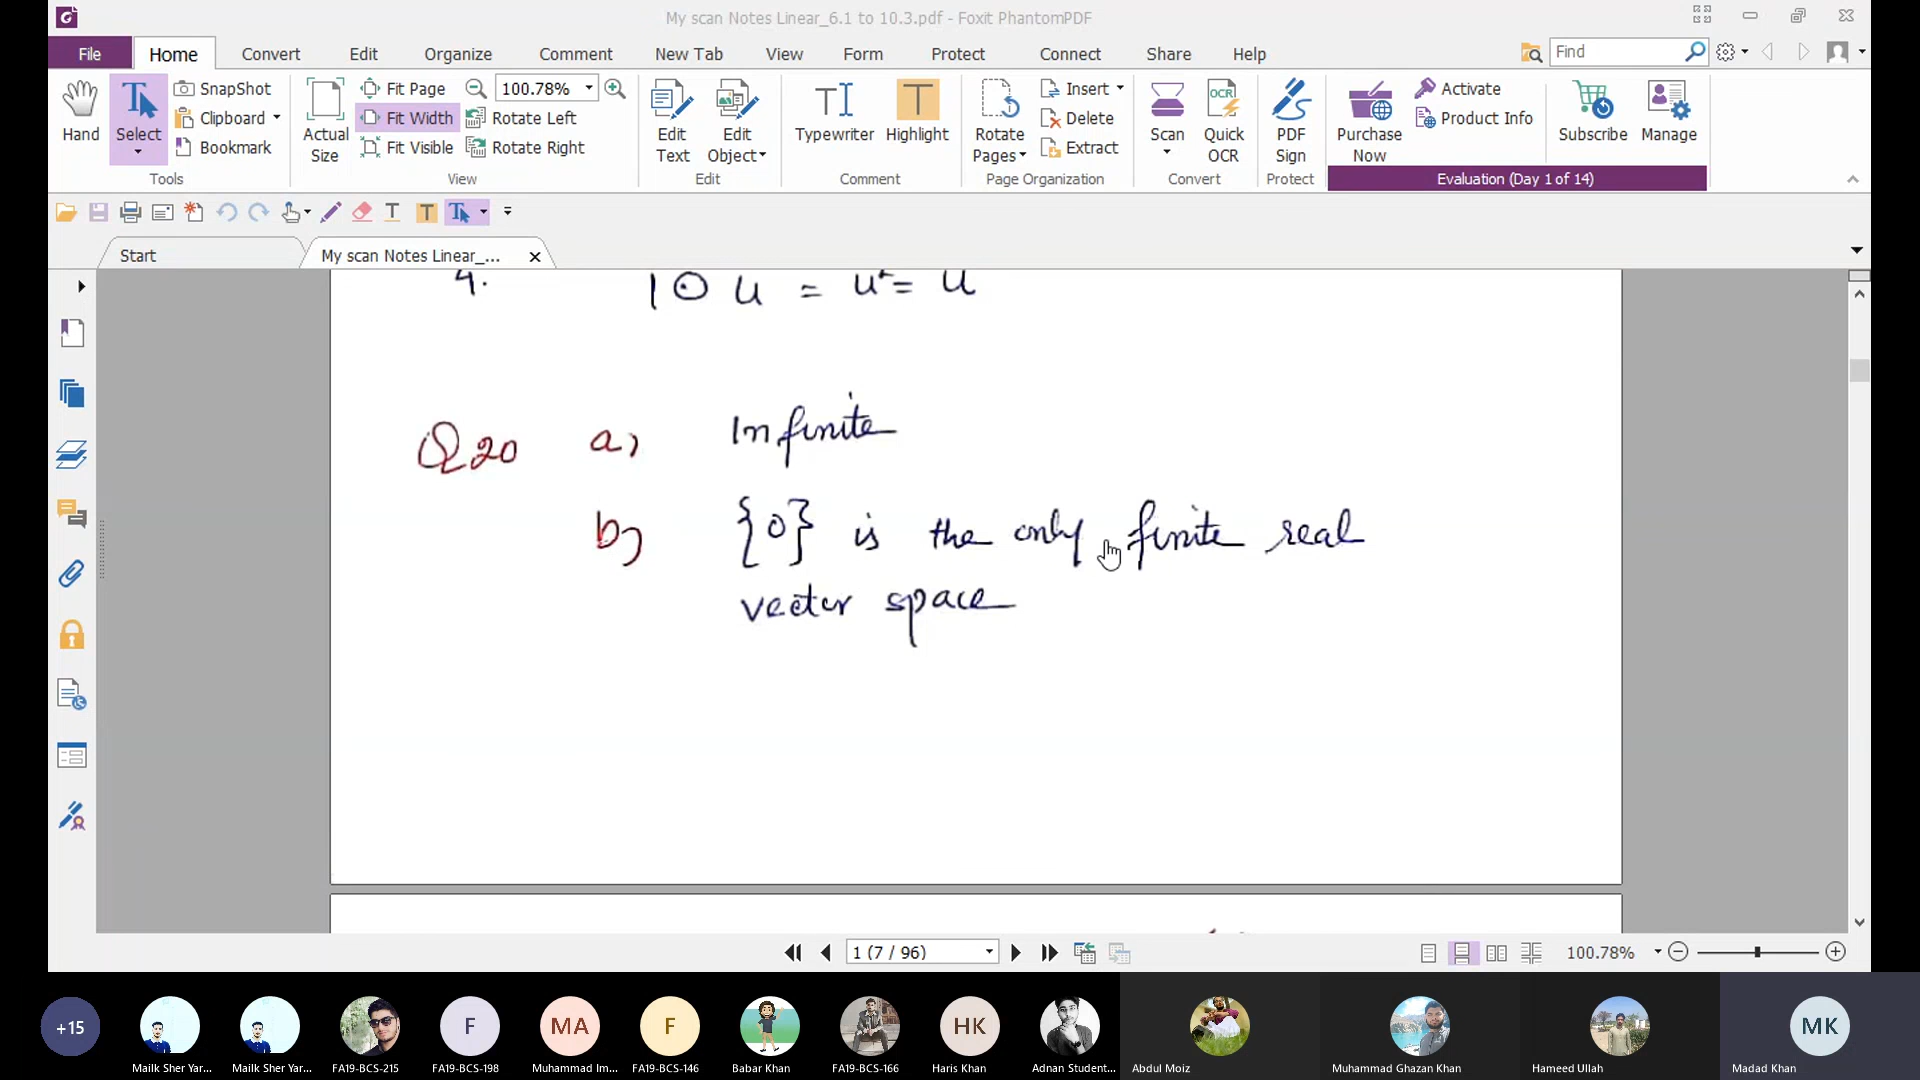 My scan Notes Linear_6.1 to 10.3.pdf - Foxit PhantomPDF
File Home Convert Edit Organize Comment New Tab View Form Protect Connect Share Help Find
Hand
Select
SnapShot
Clipboard
Bookmark
Tools
Actual Size
Fit Page
Fit Width
Fit Visible
100.78%
Rotate Left
Rotate Right
View
Edit Text
Edit Object
Edit
Typewriter
Highlight
Comment
Rotate Pages
Insert
Delete
Extract
Page Organization
Scan
Quick OCR
Convert
PDF Sign
Protect
Purchase Now
Activate
Product Info
Subscribe
Manage
Evaluation (Day 1 of 14)
Start My scan Notes Linear_...
4. 1 ⊙ u = u = u
Q20 a) Infinite
b) {0} is the only finite real
vector space
1 (7 / 96) 100.78%
+15 F MA F HK MK
Mailk Sher Yar... Mailk Sher Yar... FA19-BCS-215 FA19-BCS-198 Muhammad Im... FA19-BCS-146 Babar Khan FA19-BCS-166 Haris Khan Adnan Student... Abdul Moiz Muhammad Ghazan Khan Hameed Ullah Madad Khan